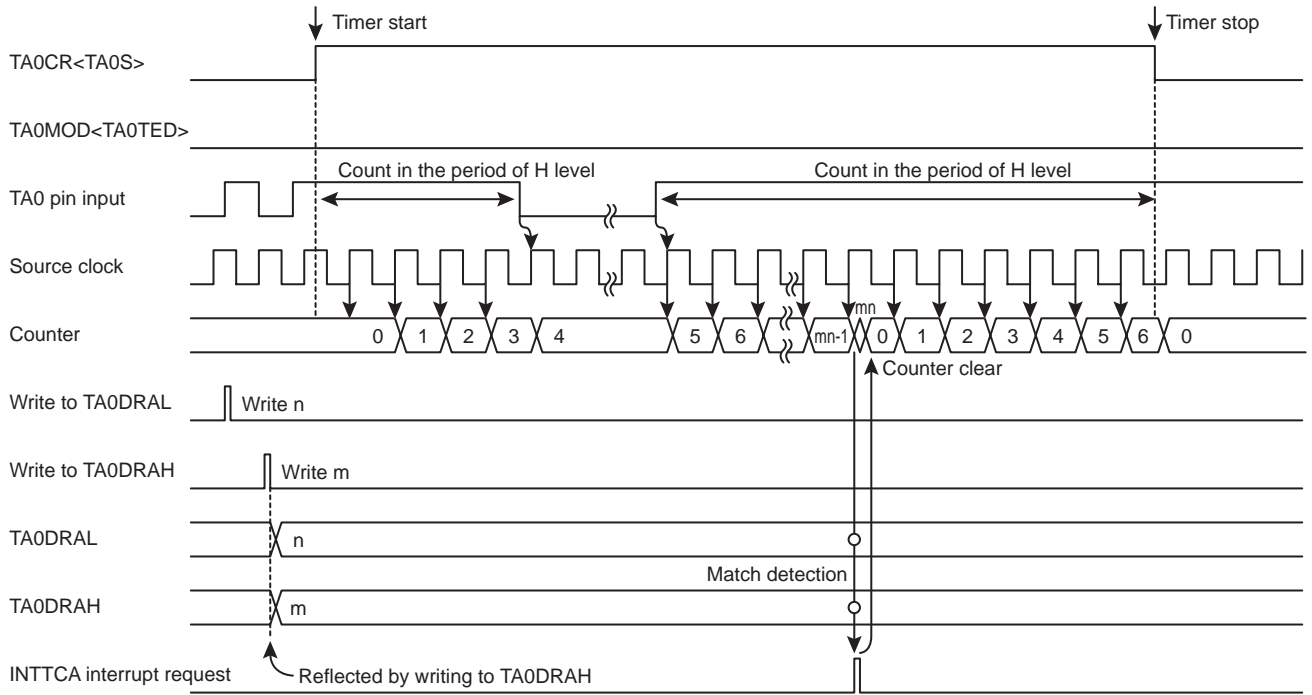 Timer start
Timer stop
TA0CR<TA0S>
TA0MOD<TA0TED>
Count in the period of H level
Count in the period of H level
TA0 pin input
Source clock
mn
Counter
0 1 2 3 4 5 6 mn-1 0 1 2 3 4 5 6 0
Counter clear
Write to TA0DRAL
Write n
Write to TA0DRAH
Write m
TA0DRAL
n
Match detection
TA0DRAH
m
INTTCA interrupt request
Reflected by writing to TA0DRAH